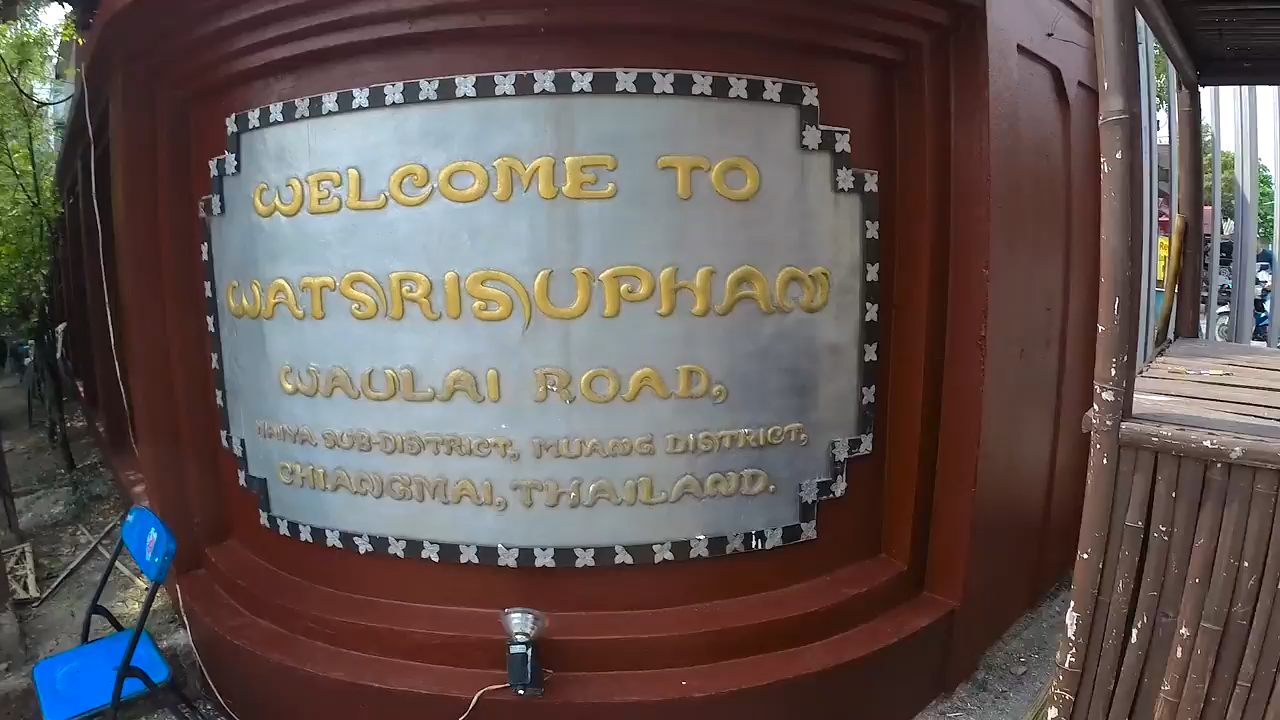 WELCOME TO
WATSRISUPHAN
WAULAI ROAD,
HAIYA SUB-DISTRICT, MUANG DISTRICT,
CHIANGMAI, THAILAND.